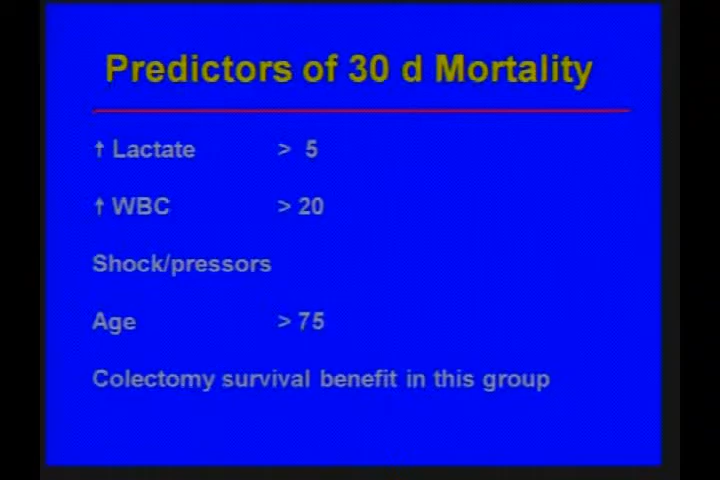 Predictors of 30 d Mortality
↑ Lactate > 5
↑ WBC > 20
Shock/pressors
Age > 75
Colectomy survival benefit in this group